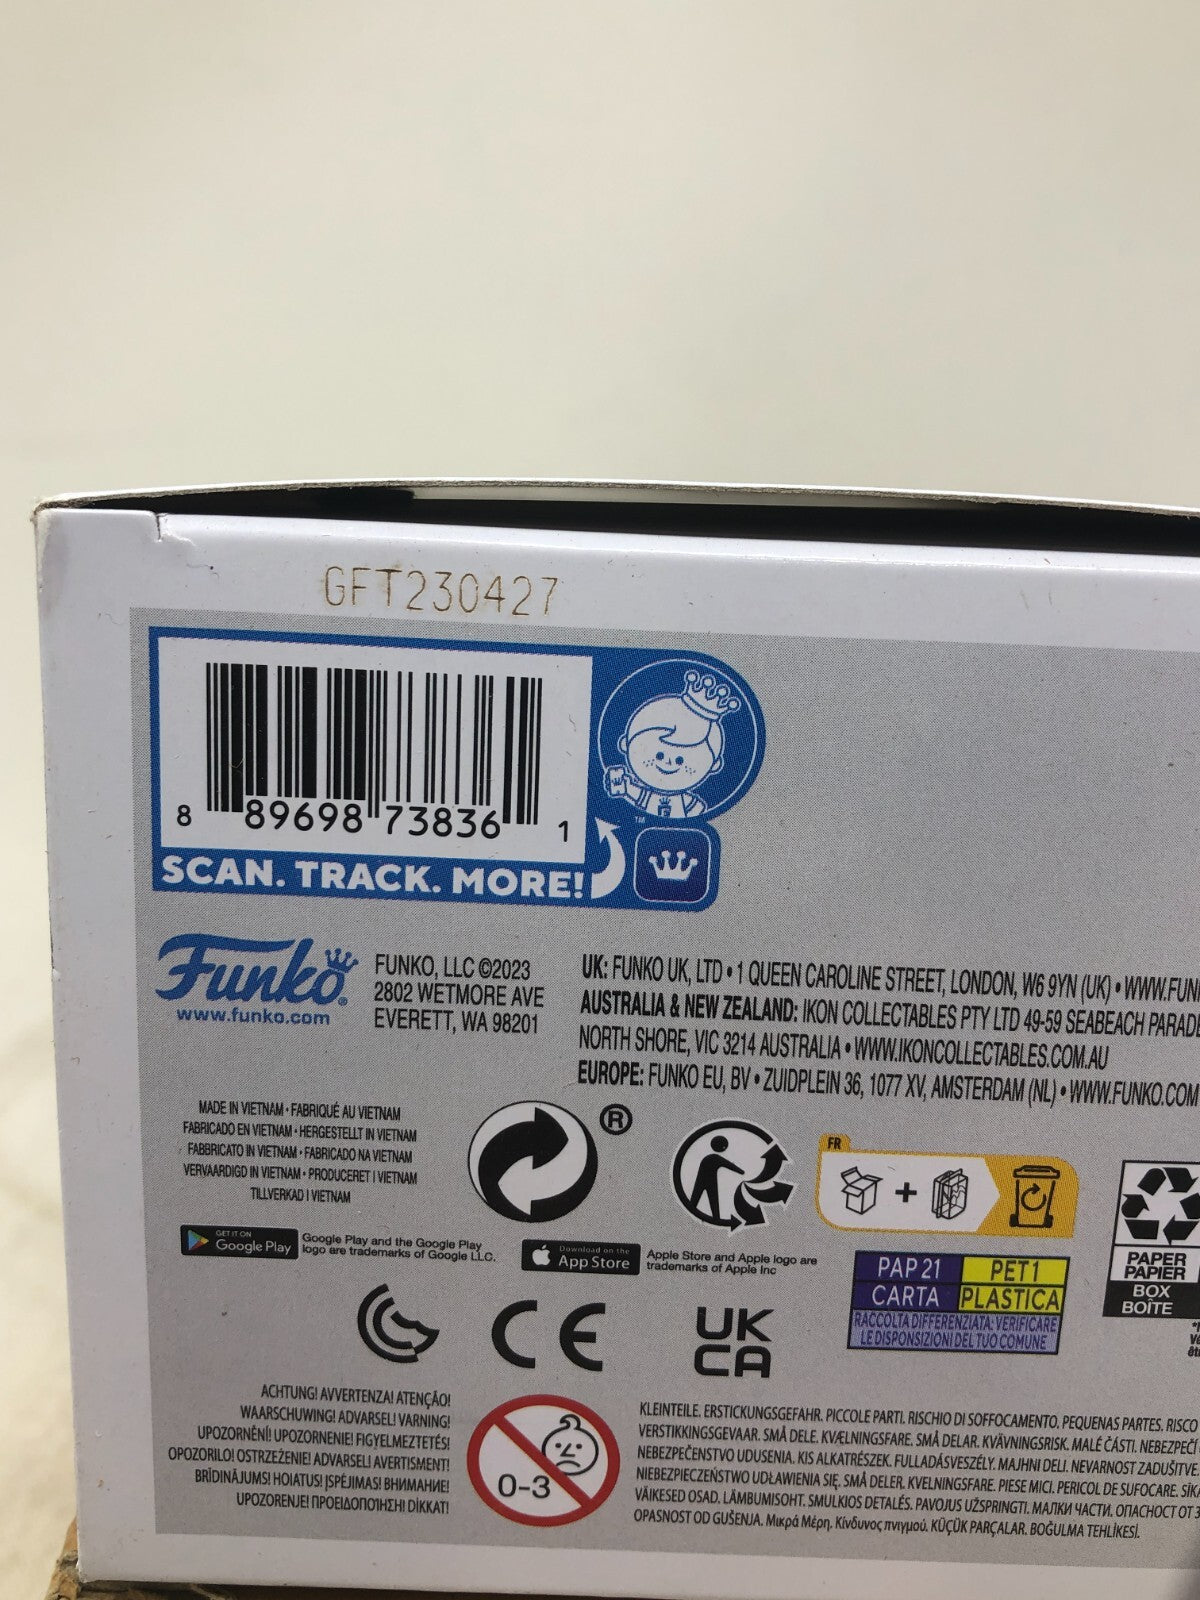 GFT230427
8 89698 73836 1
SCAN. TRACK. MORE!
TM
Funko®
www.funko.com
FUNKO, LLC ©2023
2802 WETMORE AVE
EVERETT, WA 98201
UK: FUNKO UK, LTD • 1 QUEEN CAROLINE STREET, LONDON, W6 9YN (UK) • WWW.FUN
AUSTRALIA & NEW ZEALAND: IKON COLLECTABLES PTY LTD 49-59 SEABEACH PARADE
NORTH SHORE, VIC 3214 AUSTRALIA • WWW.IKONCOLLECTABLES.COM.AU
EUROPE: FUNKO EU, BV • ZUIDPLEIN 36, 1077 XV, AMSTERDAM (NL) • WWW.FUNKO.COM
MADE IN VIETNAM • FABRIQUÉ AU VIETNAM
FABRICADO EN VIETNAM • HERGESTELLT IN VIETNAM
FABBRICATO IN VIETNAM • FABRICADO NA VIETNAM
VERVAARDIGD IN VIETNAM • PRODUCERET I VIETNAM
TILLVERKAD I VIETNAM
®
FR
+
GET IT ON
Google Play
Google Play and the Google Play
logo are trademarks of Google LLC.
Download on the
App Store
Apple Store and Apple logo are
trademarks of Apple Inc
PAP 21
CARTA
PET1
PLASTICA
RACCOLTA DIFFERENZIATA: VERIFICARE
LE DISPONSIZIONI DEL TUO COMUNE
PAPER
PAPIER
BOX
BOÎTE
CE
UK
CA
ACHTUNG! AVVERTENZA! ATENÇÃO!
WAARSCHUWING! ADVARSEL! VARNING!
UPOZORNĚNÍ! UPOZORNENIE! FIGYELMEZTETÉS!
OPOZORILO! OSTRZEŻENIE! ADVARSEL! AVERTISMENT!
BRĪDINĀJUMS! HOIATUS! ĮSPĖJIMAS! ВНИМАНИЕ!
UPOZORENJE! ΠΡΟΕΙΔΟΠΟΙΗΣΗ! DİKKAT!
0-3
KLEINTEILE. ERSTICKUNGSGEFAHR. PICCOLE PARTI. RISCHIO DI SOFFOCAMENTO. PEQUENAS PARTES. RISCO
VERSTIKKINGSGEVAAR. SMÅ DELE. KVÆLNINGSFARE. SMÅ DELAR. KVÄVNINGSRISK. MALÉ ČÁSTI. NEBEZPEČÍ
NEBEZPEČENSTVO UDUSENIA. KIS ALKATRÉSZEK. FULLADÁSVESZÉLY. MAJHNI DELI. NEVARNOST ZADUŠITVE.
NIEBEZPIECZEŃSTWO UDŁAWIENIA SIĘ. SMÅ DELER. KVELNINGSFARE. PIESE MICI. PERICOL DE SUFOCARE. SĪKA
VÄIKESED OSAD. LÄMBUMISOHT. SMULKIOS DETALĖS. PAVOJUS UŽSPRINGTI. МАЛКИ ЧАСТИ. ОПАСНОСТ ОТ З
OPASNOST OD GUŠENJA. Μικρά Μέρη. Κίνδυνος πνιγμού. KÜÇÜK PARÇALAR. BOĞULMA TEHLİKESİ.